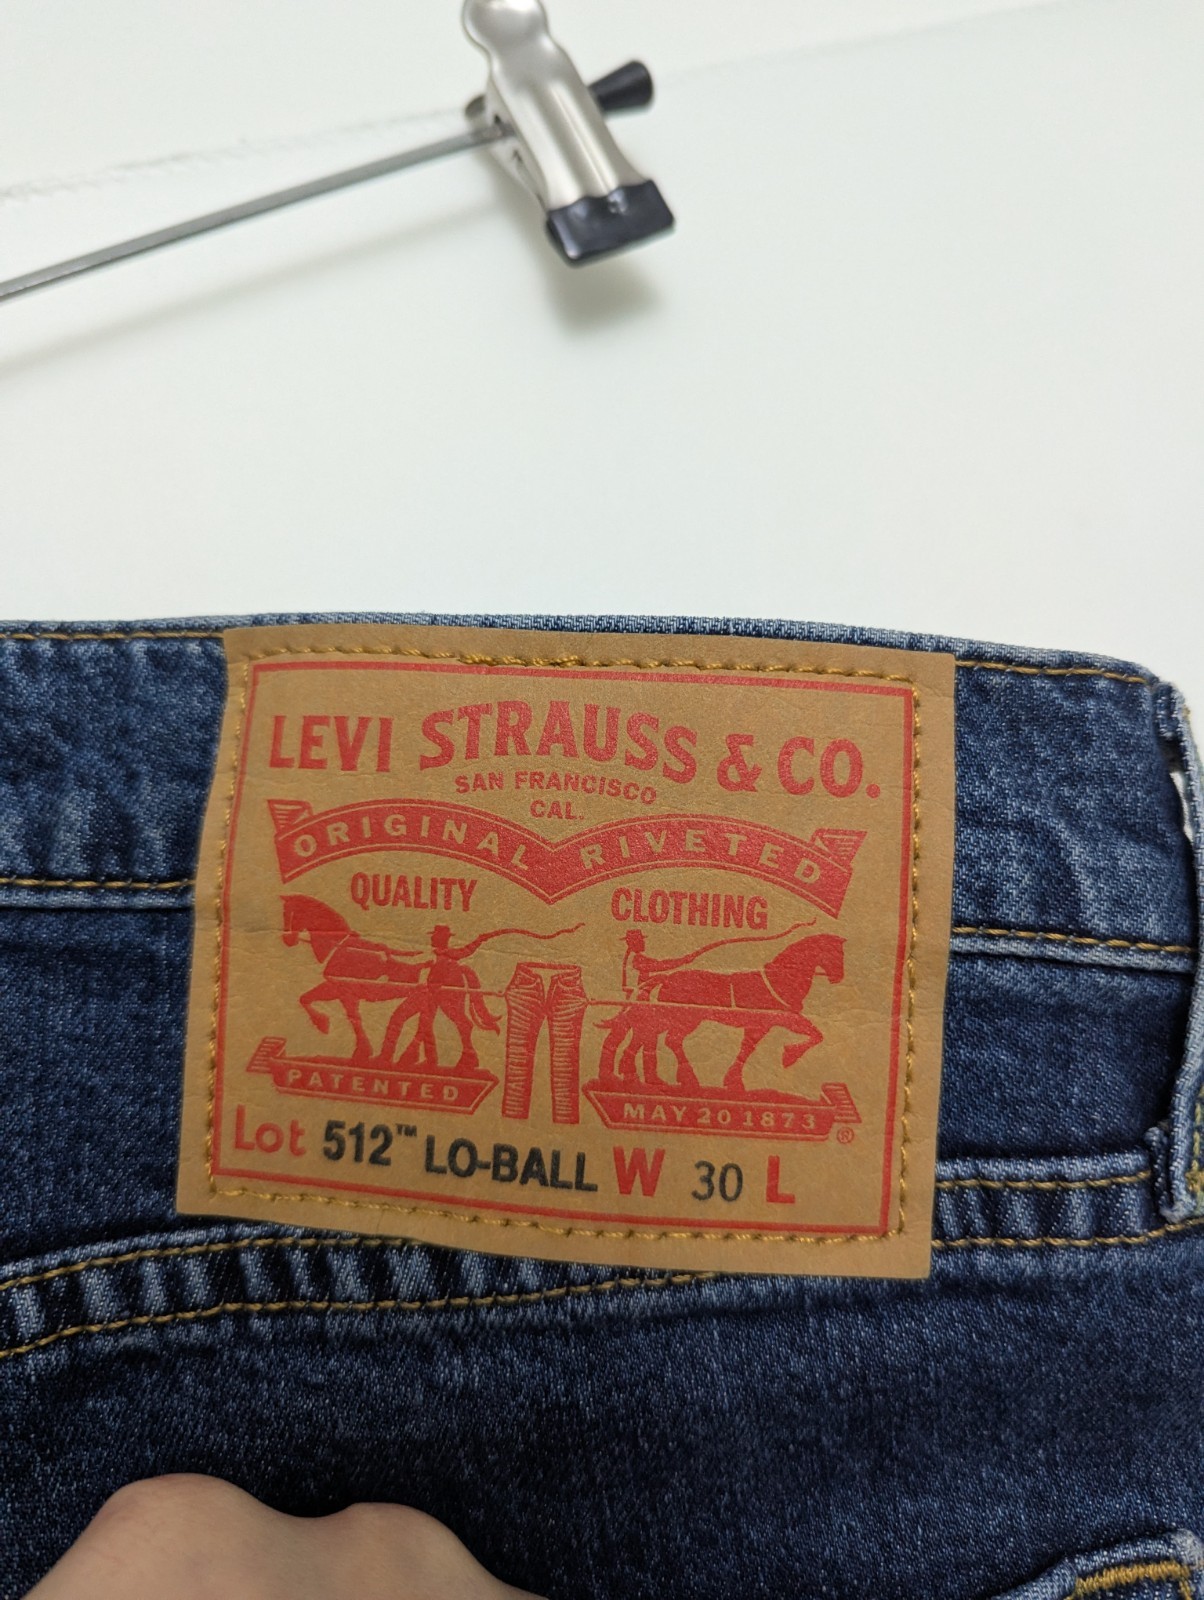 LEVI STRAUSS & CO.
SAN FRANCISCO
CAL.
ORIGINAL RIVETED
QUALITY CLOTHING
PATENTED MAY 20 1873 ®
Lot 512™ LO-BALL W 30 L